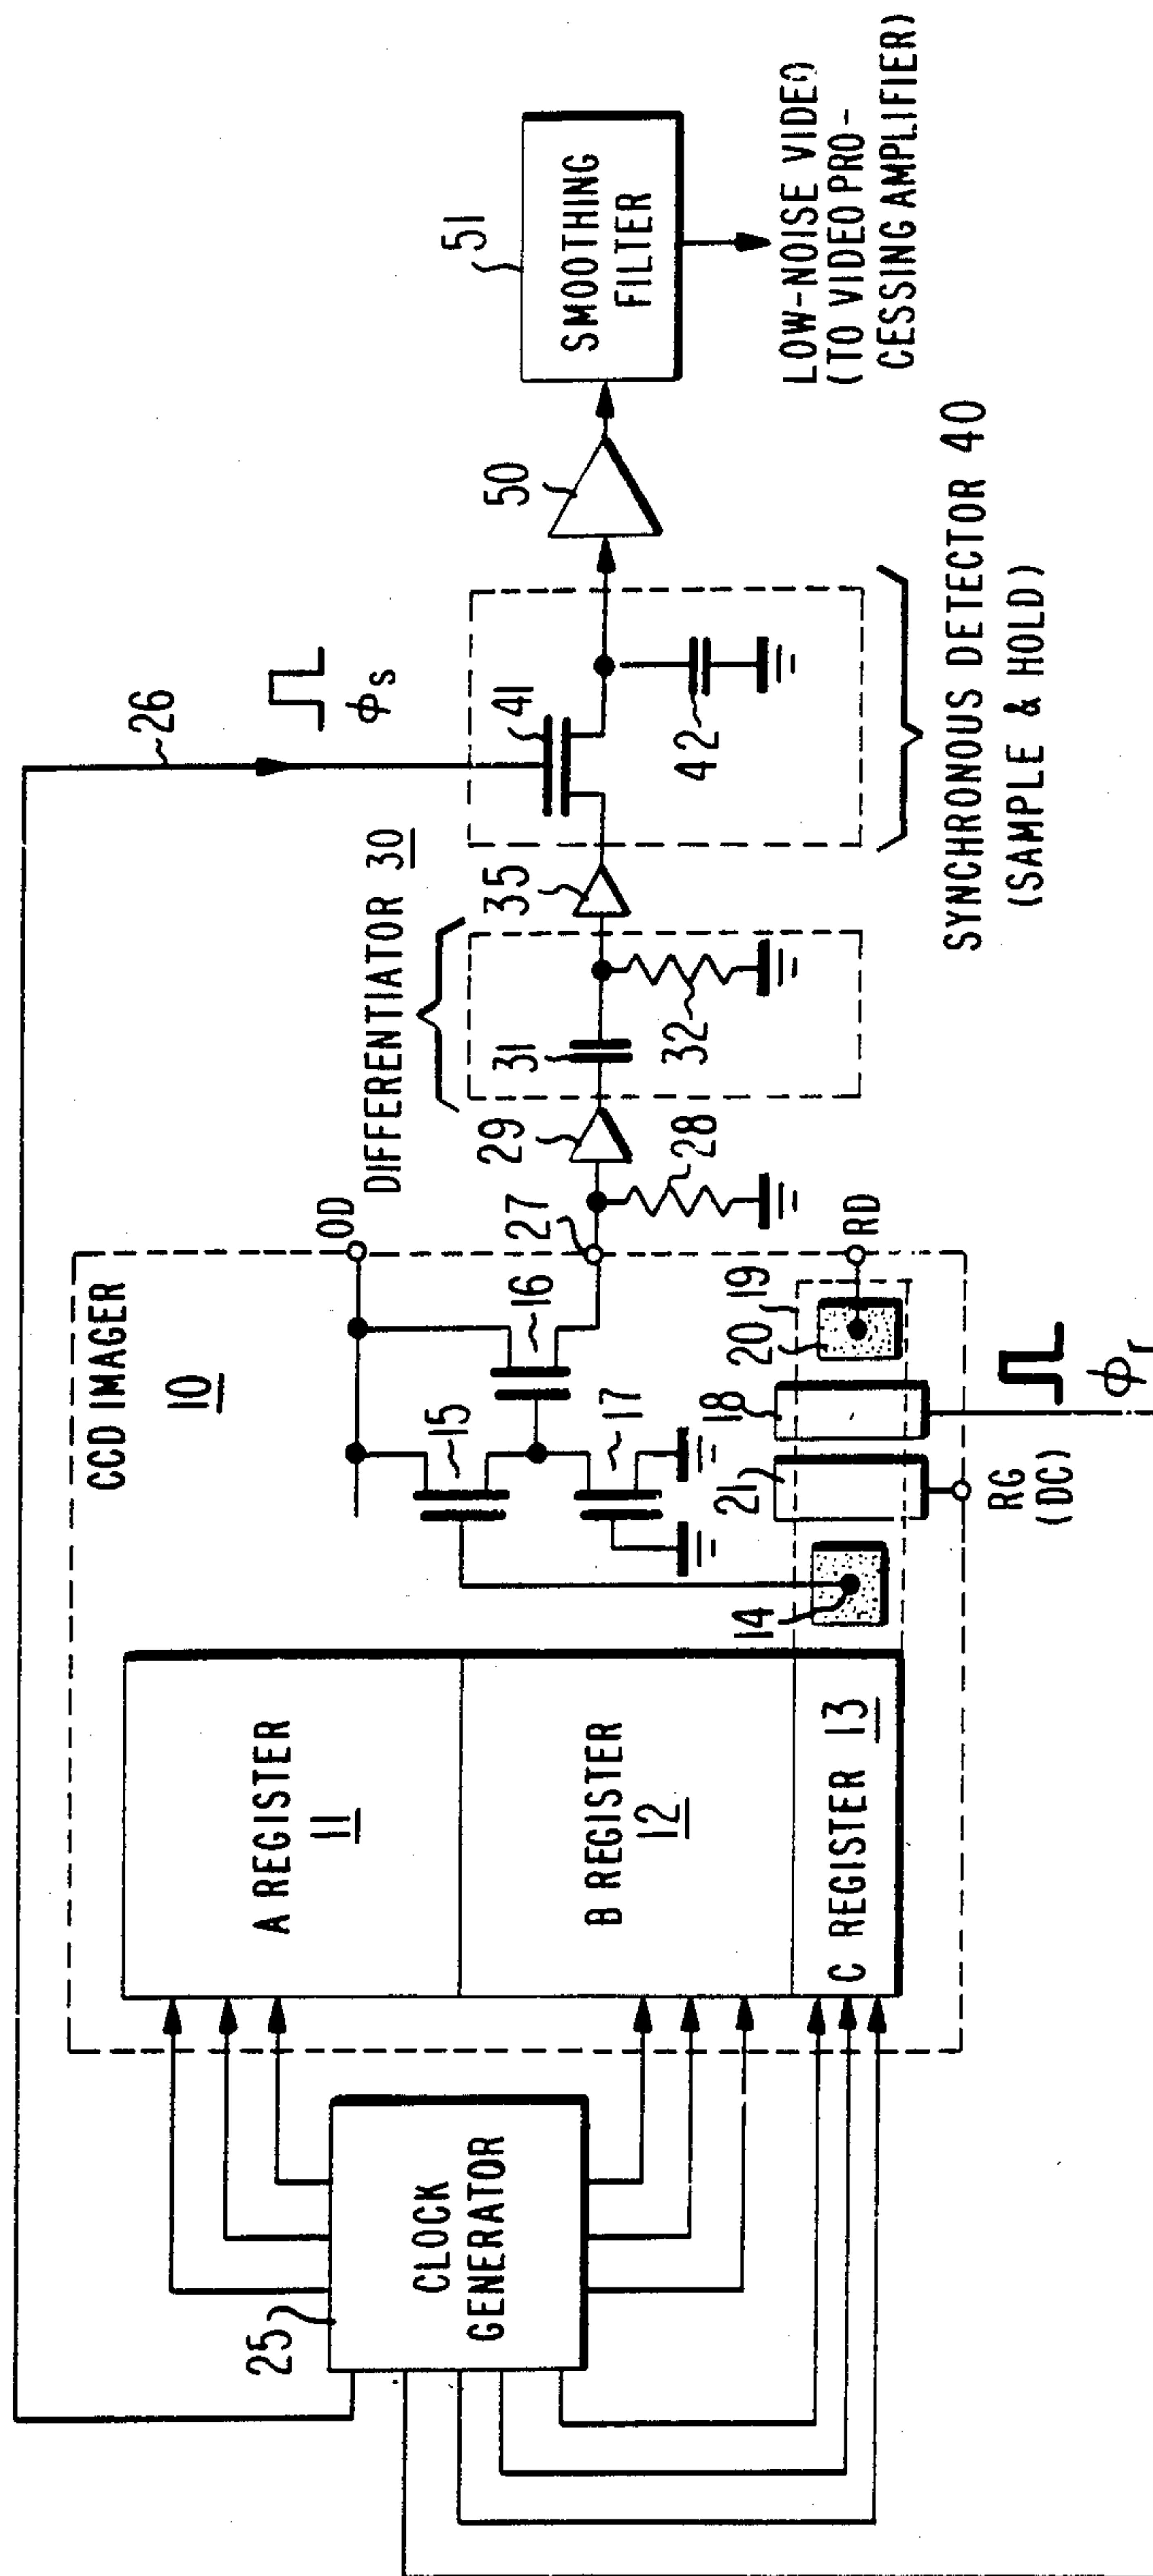 CCD IMAGER
10
A REGISTER
11
B REGISTER
12
C REGISTER 13
CLOCK
GENERATOR
25
26
ϕs
OD
15
16
17
27
14
21
18
20
19
RD
RG
(DC)
ϕr
28
29
DIFFERENTIATOR 30
31
32
35
41
42
SYNCHRONOUS DETECTOR 40
(SAMPLE & HOLD)
50
51
SMOOTHING
FILTER
LOW-NOISE VIDEO
(TO VIDEO PRO-
CESSING AMPLIFIER)